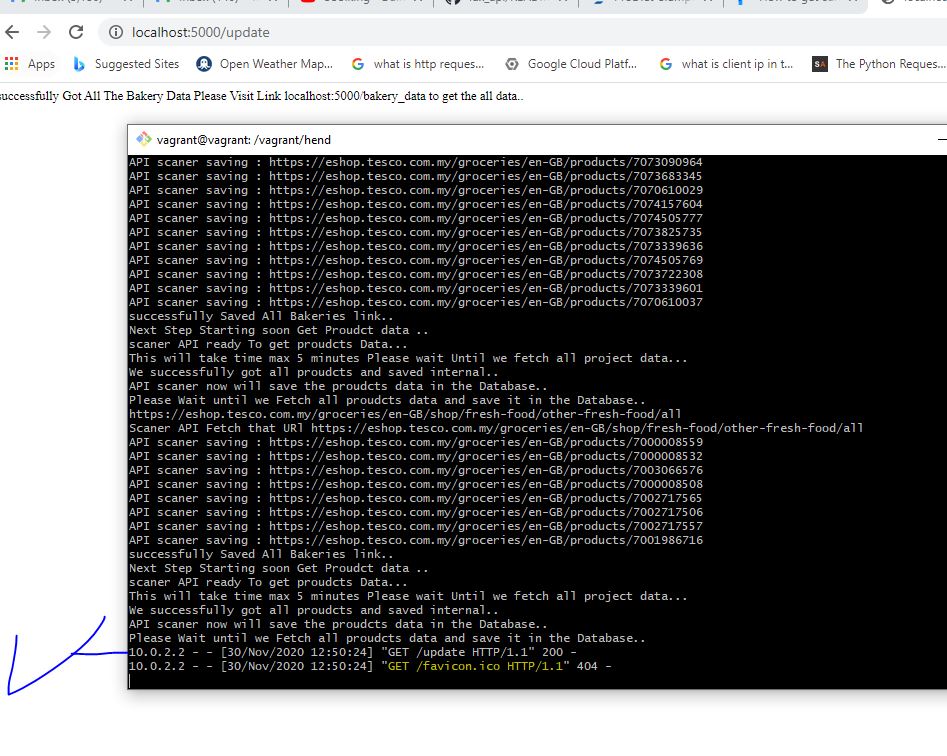 localhost:5000/update
Apps
Suggested Sites
Open Weather Map...
what is http reques...
Google Cloud Platf...
what is client ip in t...
SA
The Python Reques...
successfully Got All The Bakery Data Please Visit Link localhost:5000/bakery_data to get the all data..
vagrant@vagrant: /vagrant/hend
API scaner saving : https://eshop.tesco.com.my/groceries/en-GB/products/7073090964
API scaner saving : https://eshop.tesco.com.my/groceries/en-GB/products/7073683345
API scaner saving : https://eshop.tesco.com.my/groceries/en-GB/products/7070610029
API scaner saving : https://eshop.tesco.com.my/groceries/en-GB/products/7074157604
API scaner saving : https://eshop.tesco.com.my/groceries/en-GB/products/7074505777
API scaner saving : https://eshop.tesco.com.my/groceries/en-GB/products/7073825735
API scaner saving : https://eshop.tesco.com.my/groceries/en-GB/products/7073339636
API scaner saving : https://eshop.tesco.com.my/groceries/en-GB/products/7074505769
API scaner saving : https://eshop.tesco.com.my/groceries/en-GB/products/7073722308
API scaner saving : https://eshop.tesco.com.my/groceries/en-GB/products/7073339601
API scaner saving : https://eshop.tesco.com.my/groceries/en-GB/products/7070610037
successfully Saved All Bakeries link..
Next Step Starting soon Get Proudct data ..
scaner API ready To get proudcts Data...
This will take time max 5 minutes Please wait Until we fetch all project data...
We successfully got all proudcts and saved internal..
API scaner now will save the proudcts data in the Database..
Please Wait until we Fetch all proudcts data and save it in the Database..
https://eshop.tesco.com.my/groceries/en-GB/shop/fresh-food/other-fresh-food/all
Scaner API Fetch that URl https://eshop.tesco.com.my/groceries/en-GB/shop/fresh-food/other-fresh-food/all
API scaner saving : https://eshop.tesco.com.my/groceries/en-GB/products/7000008559
API scaner saving : https://eshop.tesco.com.my/groceries/en-GB/products/7000008532
API scaner saving : https://eshop.tesco.com.my/groceries/en-GB/products/7003066576
API scaner saving : https://eshop.tesco.com.my/groceries/en-GB/products/7000008508
API scaner saving : https://eshop.tesco.com.my/groceries/en-GB/products/7002717565
API scaner saving : https://eshop.tesco.com.my/groceries/en-GB/products/7002717506
API scaner saving : https://eshop.tesco.com.my/groceries/en-GB/products/7002717557
API scaner saving : https://eshop.tesco.com.my/groceries/en-GB/products/7001986716
successfully Saved All Bakeries link..
Next Step Starting soon Get Proudct data ..
scaner API ready To get proudcts Data...
This will take time max 5 minutes Please wait Until we fetch all project data...
We successfully got all proudcts and saved internal..
API scaner now will save the proudcts data in the Database..
Please Wait until we Fetch all proudcts data and save it in the Database..
10.0.2.2 - - [30/Nov/2020 12:50:24] "GET /update HTTP/1.1" 200 -
10.0.2.2 - - [30/Nov/2020 12:50:24] "GET /favicon.ico HTTP/1.1" 404 -